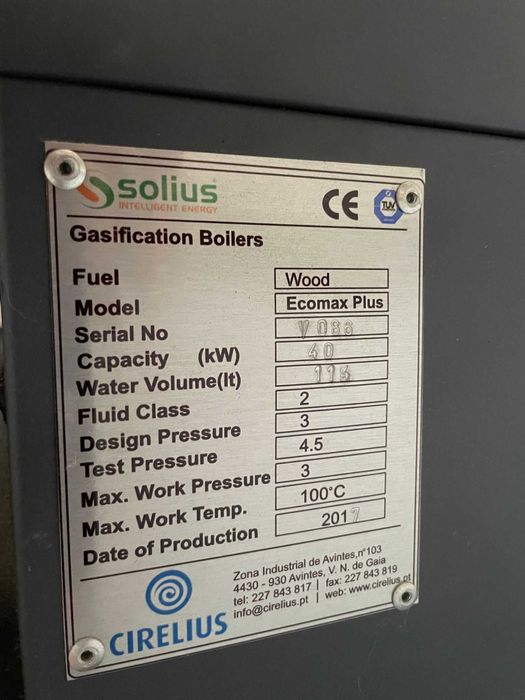 solius
INTELLIGENT ENERGY
CE
TÜV
Gasification Boilers
Fuel Wood
Model Ecomax Plus
Serial No V086
Capacity (kW) 40
Water Volume(lt)
Fluid Class 2
Design Pressure 3
Test Pressure 4.5
Max. Work Pressure 3
Max. Work Temp. 100°C
Date of Production 2017
CIRELIUS
Zona Industrial de Avintes,nº103
4430 - 930 Avintes, V. N. de Gaia
tel: 227 843 817 | fax: 227 843 819
info@cirelius.pt | web: www.cirelius.pt